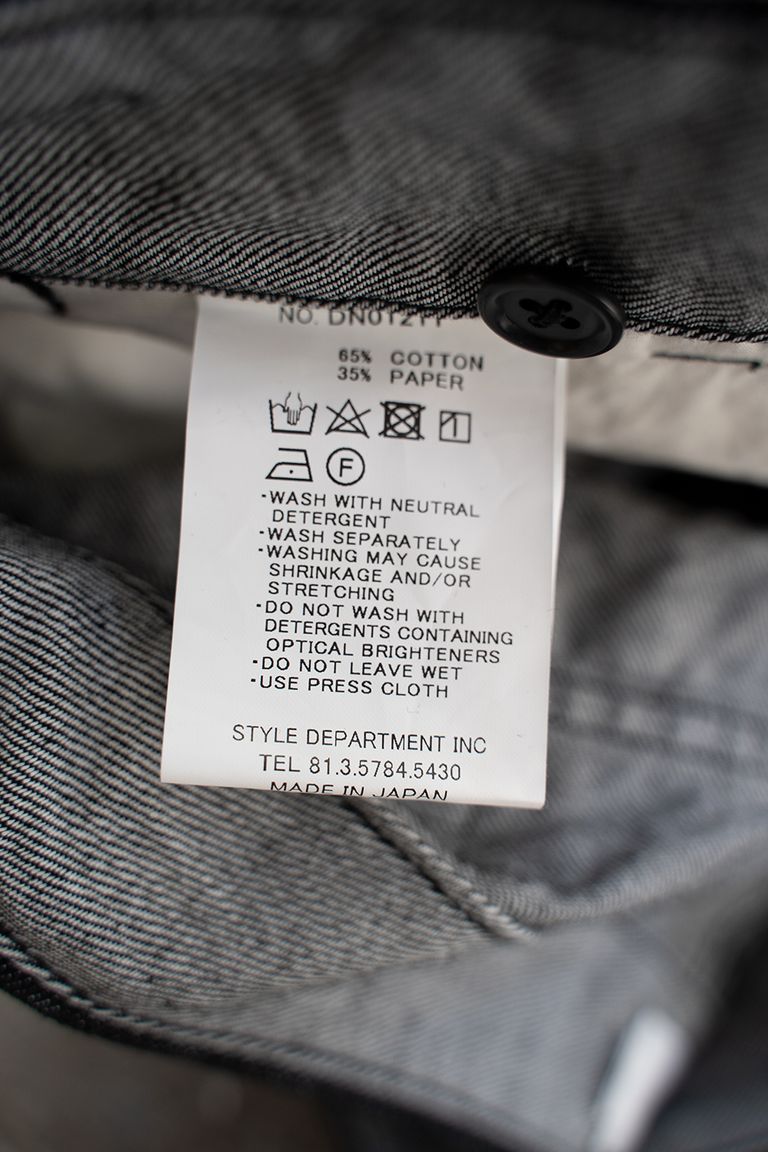 NO. DN01211
65% COTTON
35% PAPER
F
-WASH WITH NEUTRAL
DETERGENT
-WASH SEPARATELY
-WASHING MAY CAUSE
SHRINKAGE AND/OR
STRETCHING
-DO NOT WASH WITH
DETERGENTS CONTAINING
OPTICAL BRIGHTENERS
-DO NOT LEAVE WET
-USE PRESS CLOTH
STYLE DEPARTMENT INC
TEL 81.3.5784.5430
MADE IN JAPAN